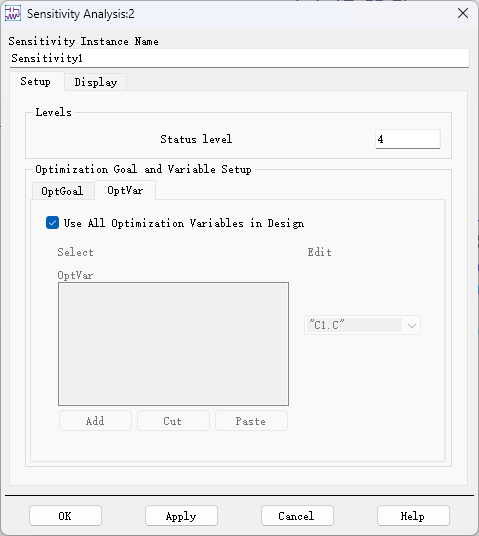 Sensitivity Analysis:2
Sensitivity Instance Name
Sensitivity1
Setup
Display
Levels
Status level
4
Optimization Goal and Variable Setup
OptGoal
OptVar
Use All Optimization Variables in Design
Select
Edit
OptVar
"C1.C"
Add
Cut
Paste
OK
Apply
Cancel
Help